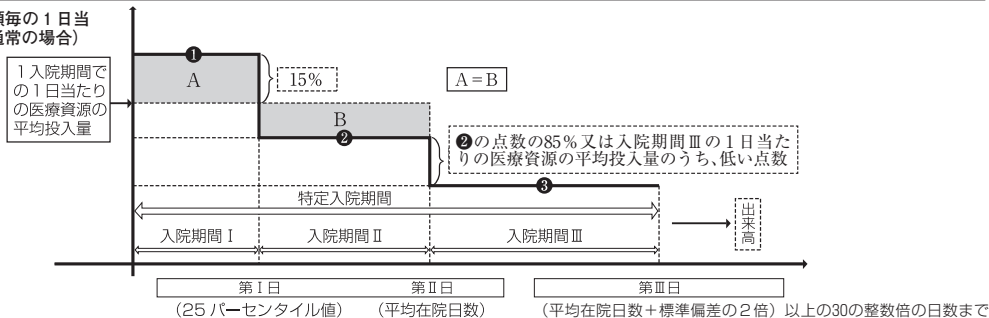 毎の１日当
通常の場合）
１入院期間で
の１日当たり
の医療資源の
平均投入量
❶
A
15%
A＝B
B
❷
❷の点数の85％又は入院期間Ⅲの１日当た
りの医療資源の平均投入量のうち、低い点数
❸
特定入院期間
出来高
入院期間Ⅰ
入院期間Ⅱ
入院期間Ⅲ
第Ⅰ日
第Ⅱ日
第Ⅲ日
（25 パーセンタイル値）
（平均在院日数）
（平均在院日数＋標準偏差の２倍）以上の30の整数倍の日数まで